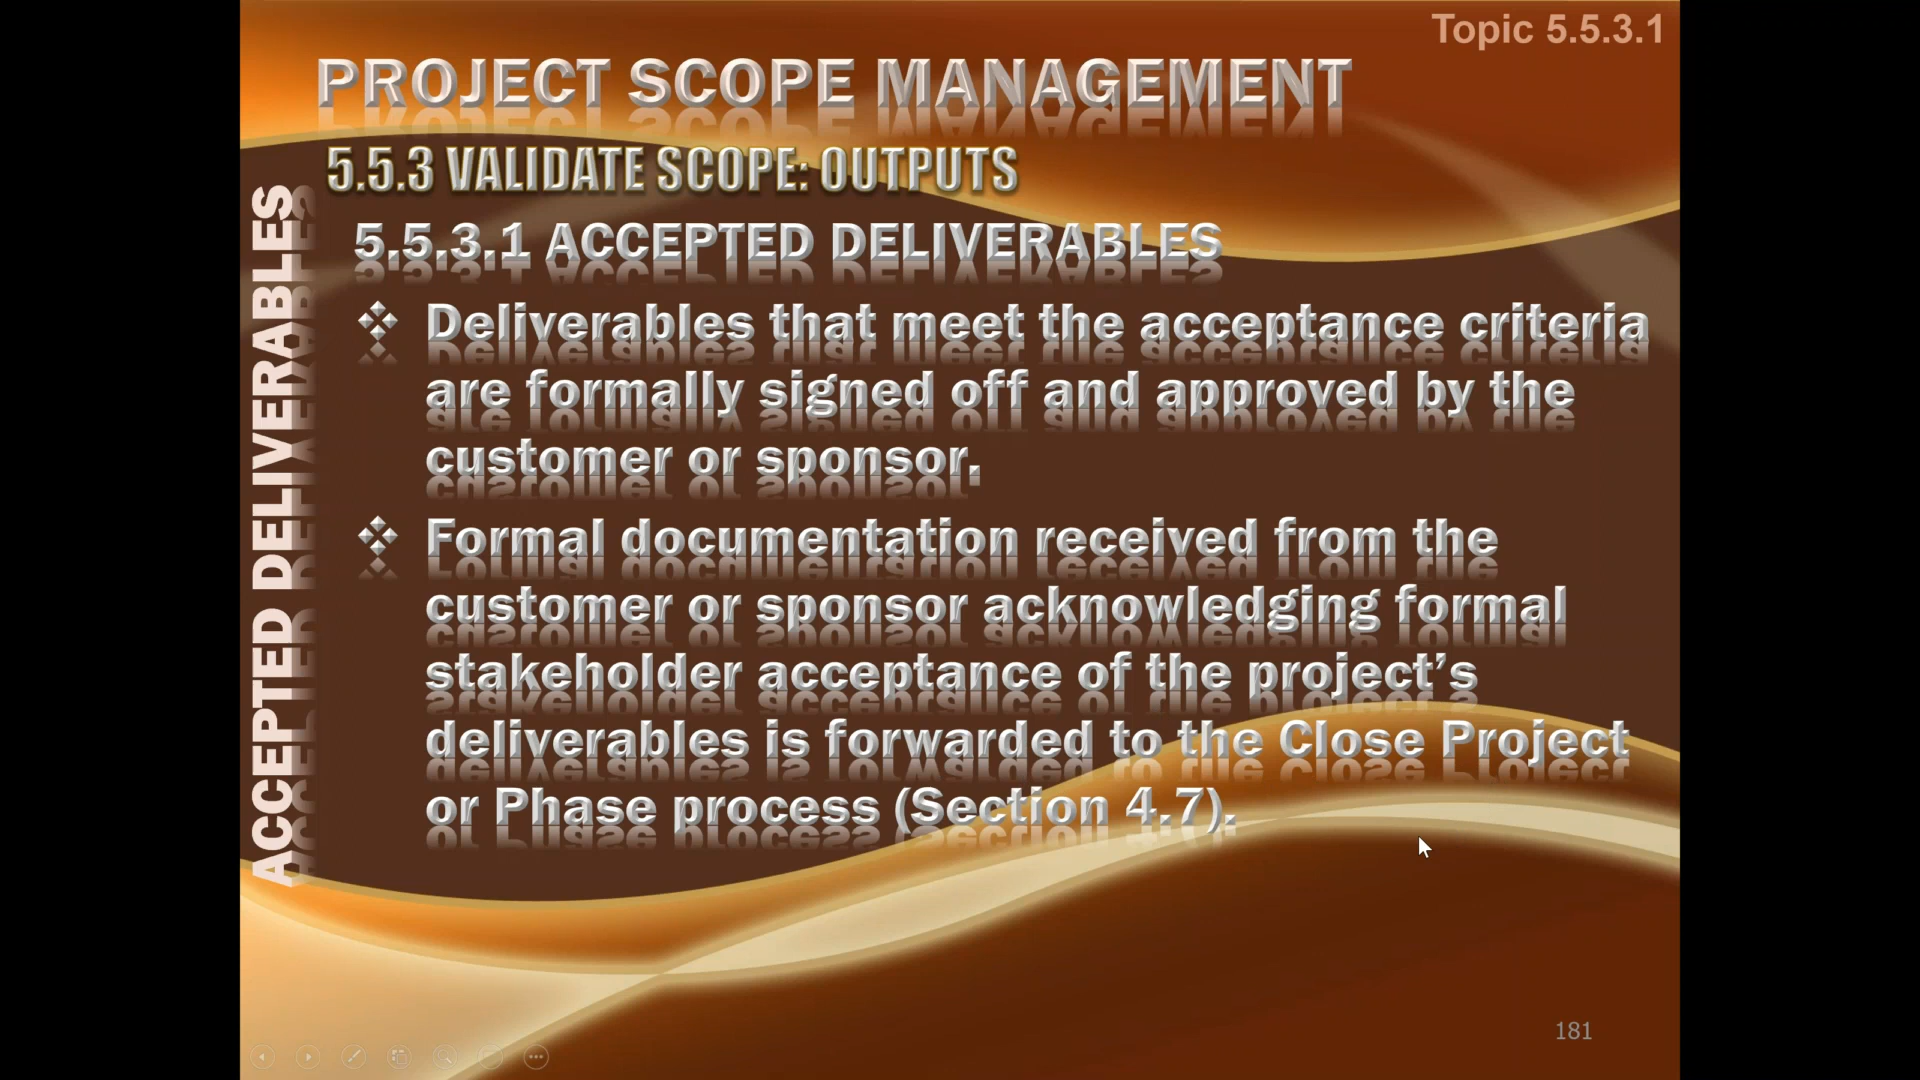 Topic 5.5.3.1
PROJECT SCOPE MANAGEMENT
5.5.3 VALIDATE SCOPE: OUTPUTS
ACCEPTED DELIVERABLES
5.5.3.1 ACCEPTED DELIVERABLES
❖ Deliverables that meet the acceptance criteria
are formally signed off and approved by the
customer or sponsor.
❖ Formal documentation received from the
customer or sponsor acknowledging formal
stakeholder acceptance of the project’s
deliverables is forwarded to the Close Project
or Phase process (Section 4.7).
181